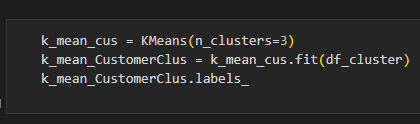 k_mean_cus = KMeans(n_clusters=3)
k_mean_CustomerClus = k_mean_cus.fit(df_cluster)
k_mean_CustomerClus.labels_